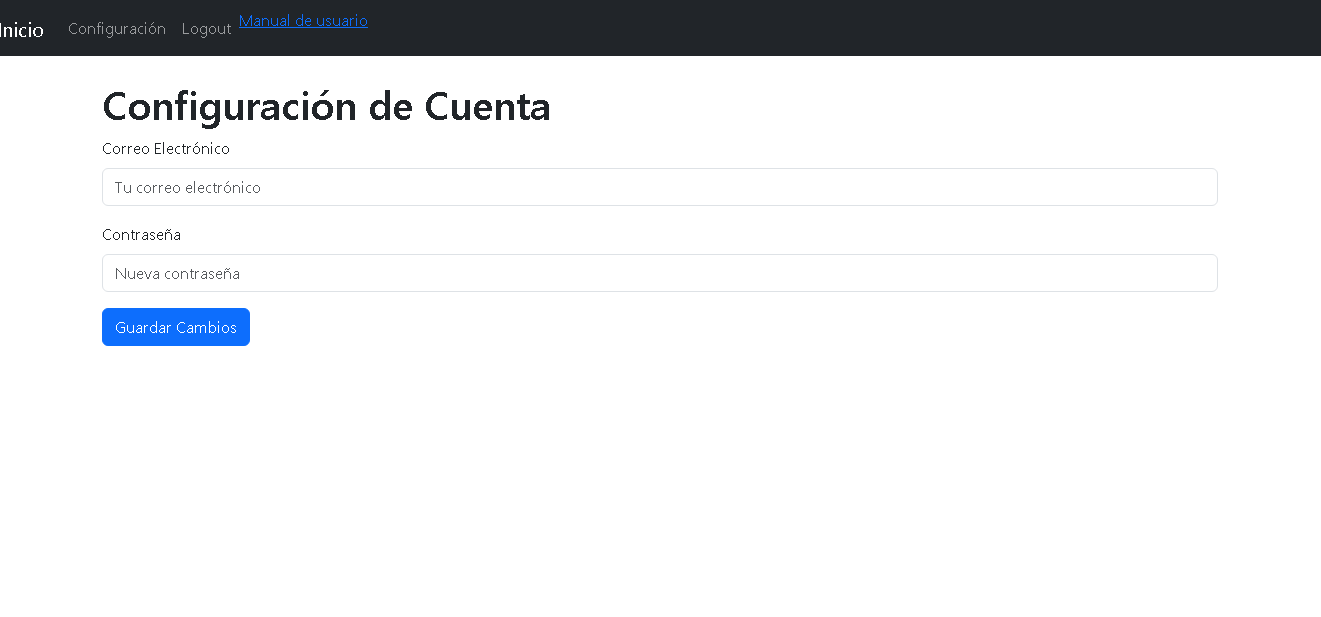 Inicio Configuración Logout Manual de usuario
Configuración de Cuenta
Correo Electrónico
Tu correo electrónico
Contraseña
Nueva contraseña
Guardar Cambios